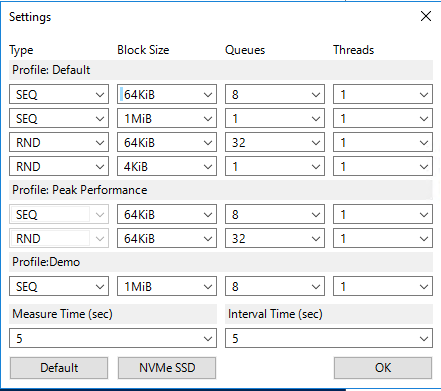 Settings
Type Block Size Queues Threads
Profile: Default
SEQ 64KiB 8 1
SEQ 1MiB 1 1
RND 64KiB 32 1
RND 4KiB 1 1
Profile: Peak Performance
SEQ 64KiB 8 1
RND 64KiB 32 1
Profile:Demo
SEQ 1MiB 8 1
Measure Time (sec) Interval Time (sec)
5 5
Default NVMe SSD OK